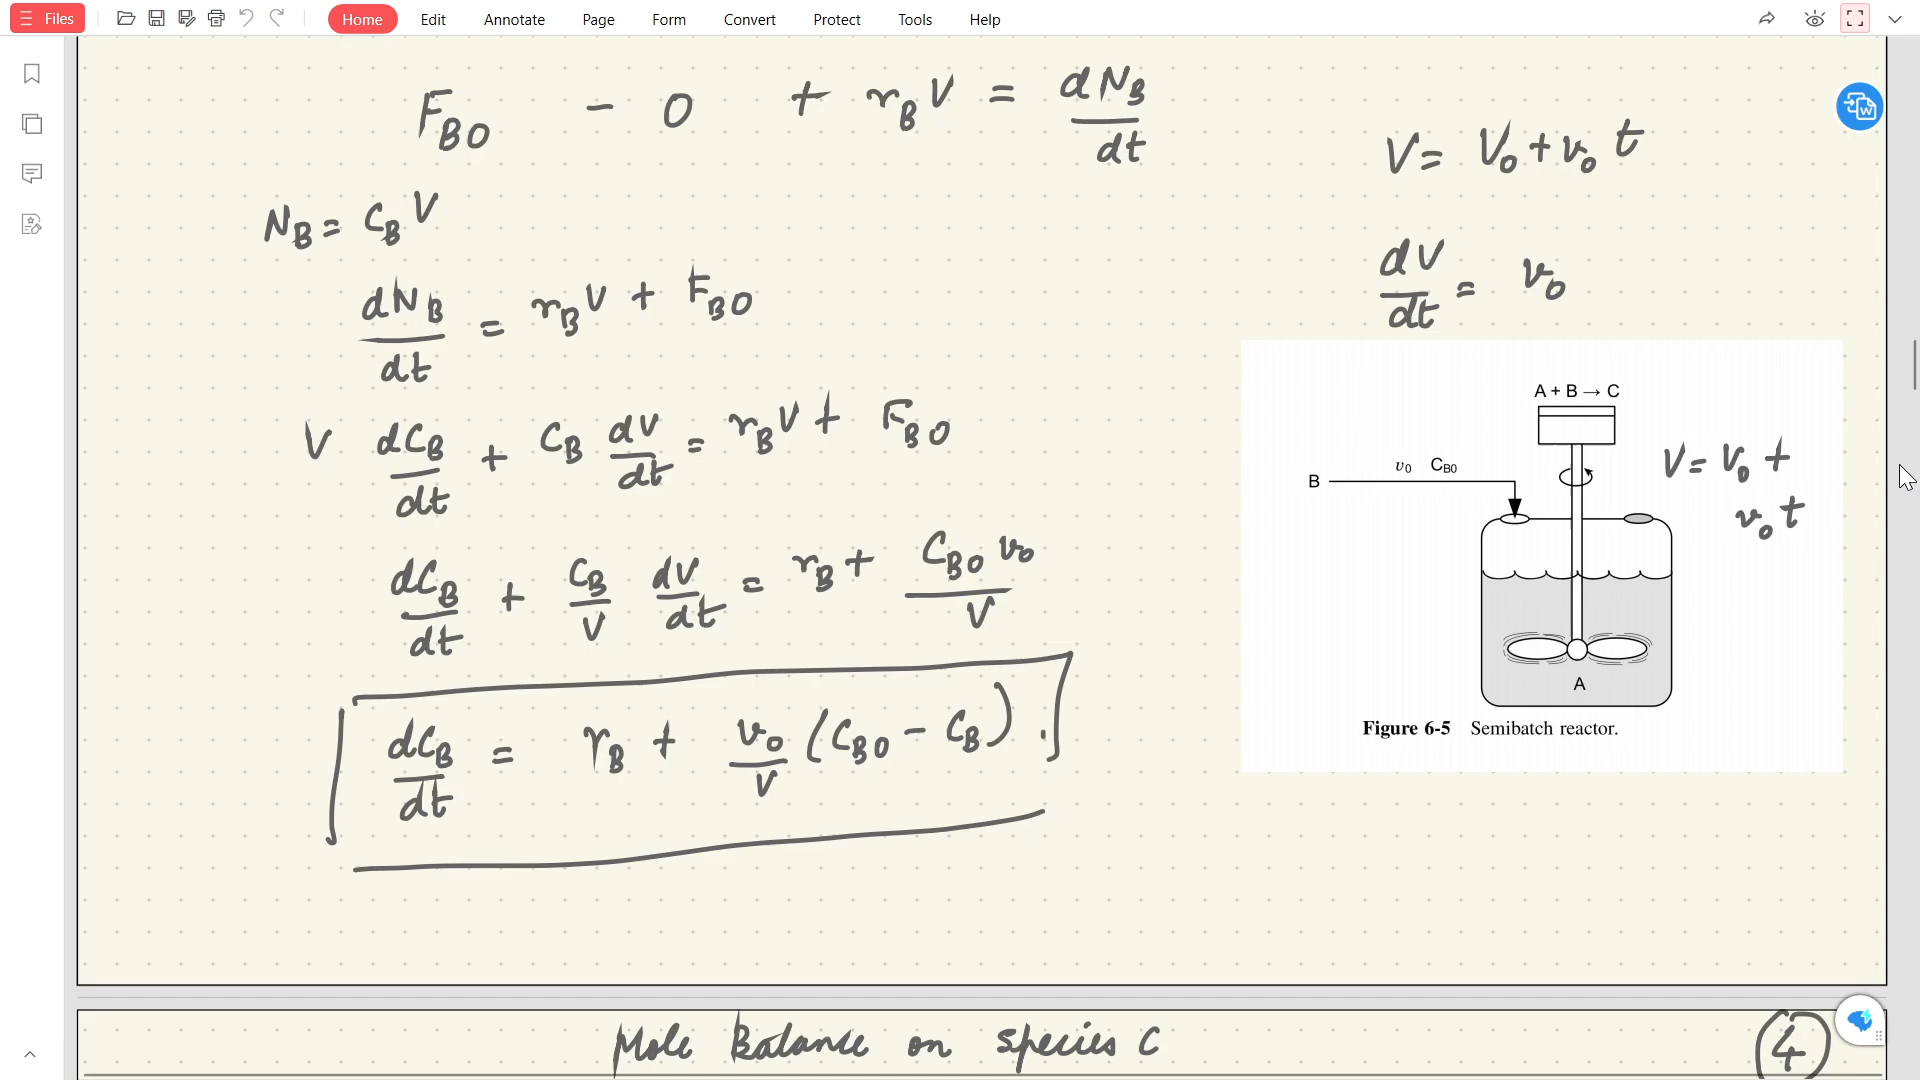 Files Home Edit Annotate Page Form Convert Protect Tools Help
F_B0 - 0 + r_B V = dN_B/dt
V = V_0 + v_0 t
N_B = C_B V
dV/dt = v_0
dN_B/dt = r_B V + F_B0
V dC_B/dt + C_B dV/dt = r_B V + F_B0
dC_B/dt + C_B/V dV/dt = r_B + C_B0 v_0/V
dC_B/dt = r_B + v_0/V (C_B0 - C_B).
A + B → C
B υ_0 C_B0
V = V_0 +
v_0 t
A
Figure 6-5 Semibatch reactor.
Mole Balance on species C
4